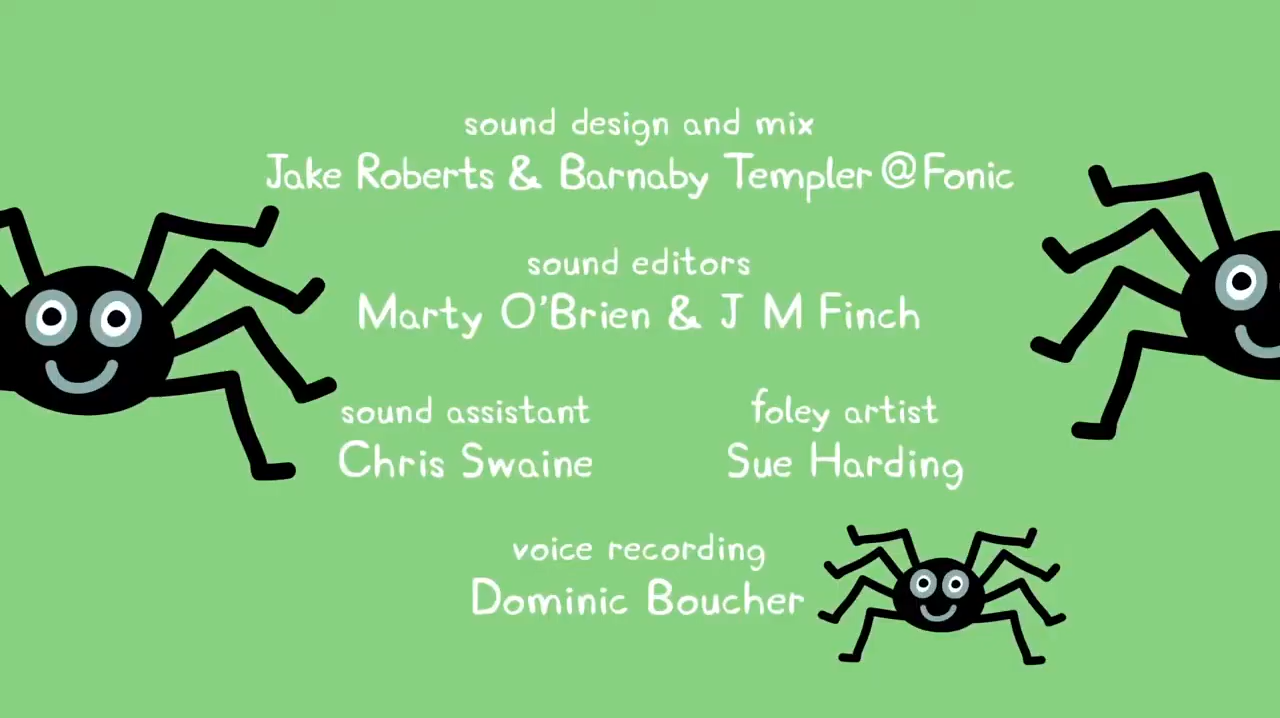 sound design and mix
Jake Roberts & Barnaby Templer @ Fonic
sound editors
Marty O'Brien & J M Finch
sound assistant
Chris Swaine
foley artist
Sue Harding
voice recording
Dominic Boucher